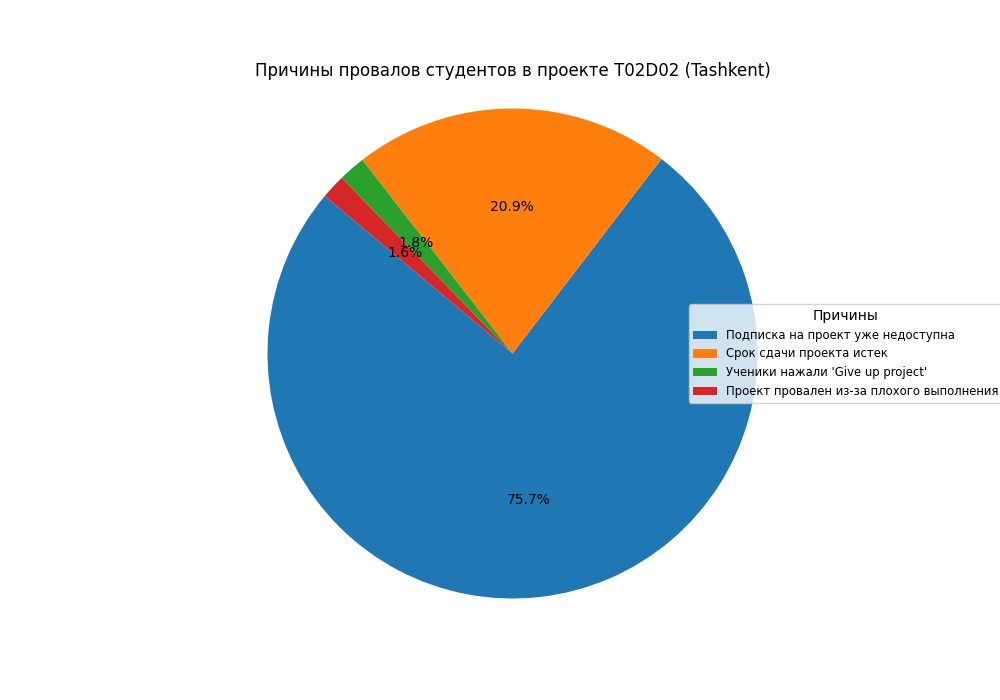 Причины провалов студентов в проекте T02D02 (Tashkent)
20.9%
1.8%
1.6%
Причины
Подписка на проект уже недоступна
Срок сдачи проекта истек
Ученики нажали 'Give up project'
Проект провален из-за плохого выполнения
75.7%